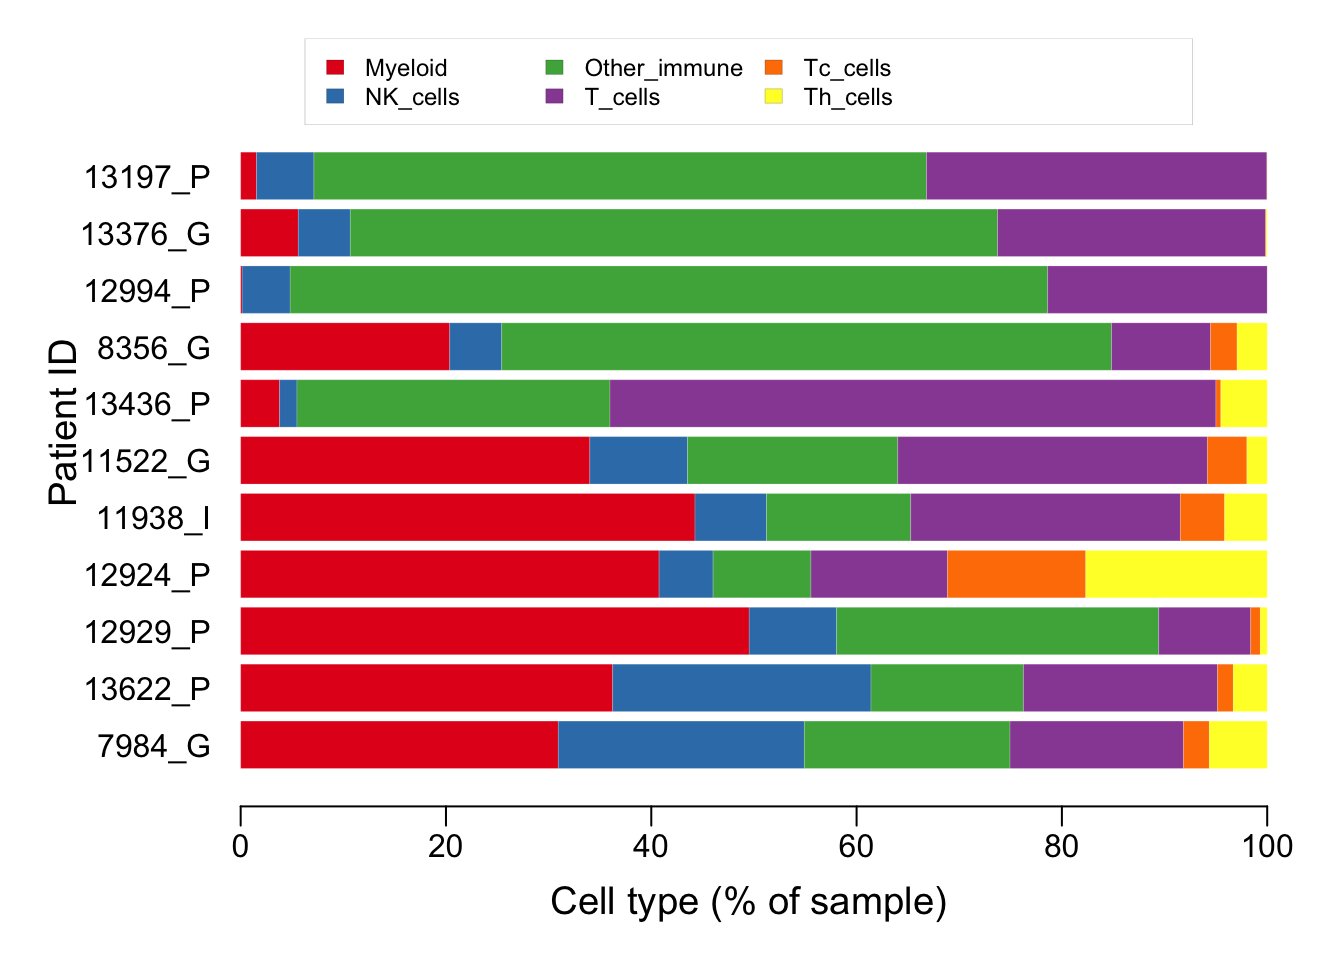 Myeloid Other_immune Tc_cells
NK_cells T_cells Th_cells
13197_P
13376_G
12994_P
8356_G
13436_P
11522_G
11938_I
12924_P
12929_P
13622_P
7984_G
Patient ID
0 20 40 60 80 100
Cell type (% of sample)